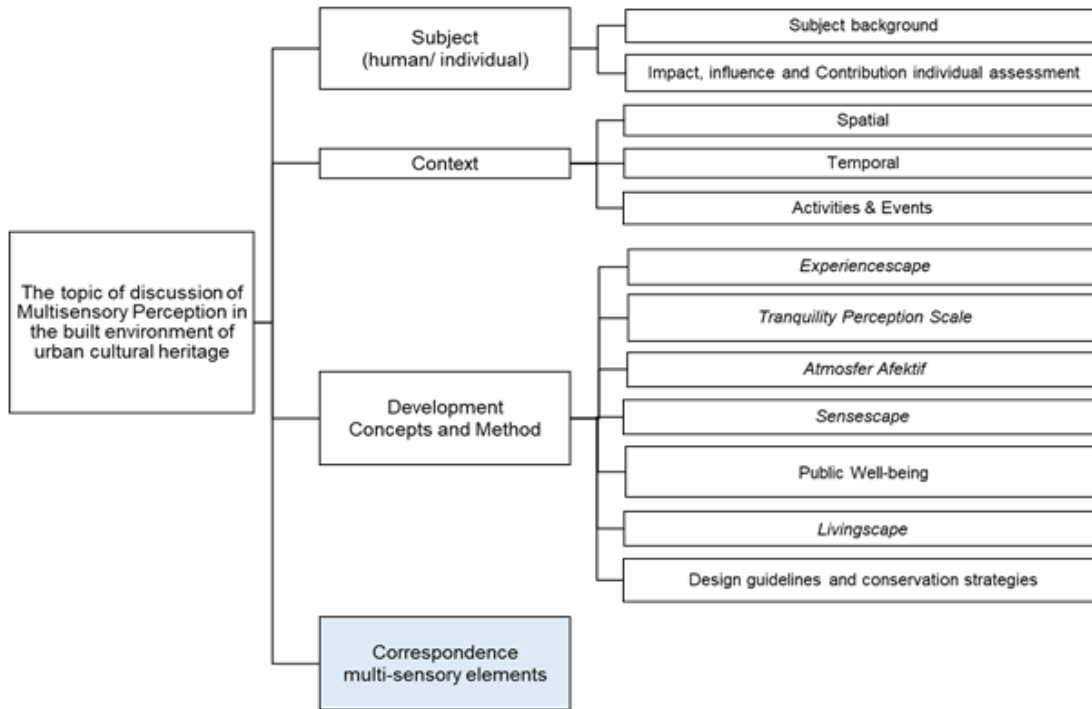 The topic of discussion of
Multisensory Perception in
the built environment of
urban cultural heritage
Subject
(human/ individual)
Subject background
Impact, influence and Contribution individual assessment
Context
Spatial
Temporal
Activities & Events
Development
Concepts and Method
Experiencescape
Tranquility Perception Scale
Atmosfer Afektif
Sensescape
Public Well-being
Livingscape
Design guidelines and conservation strategies
Correspondence
multi-sensory elements